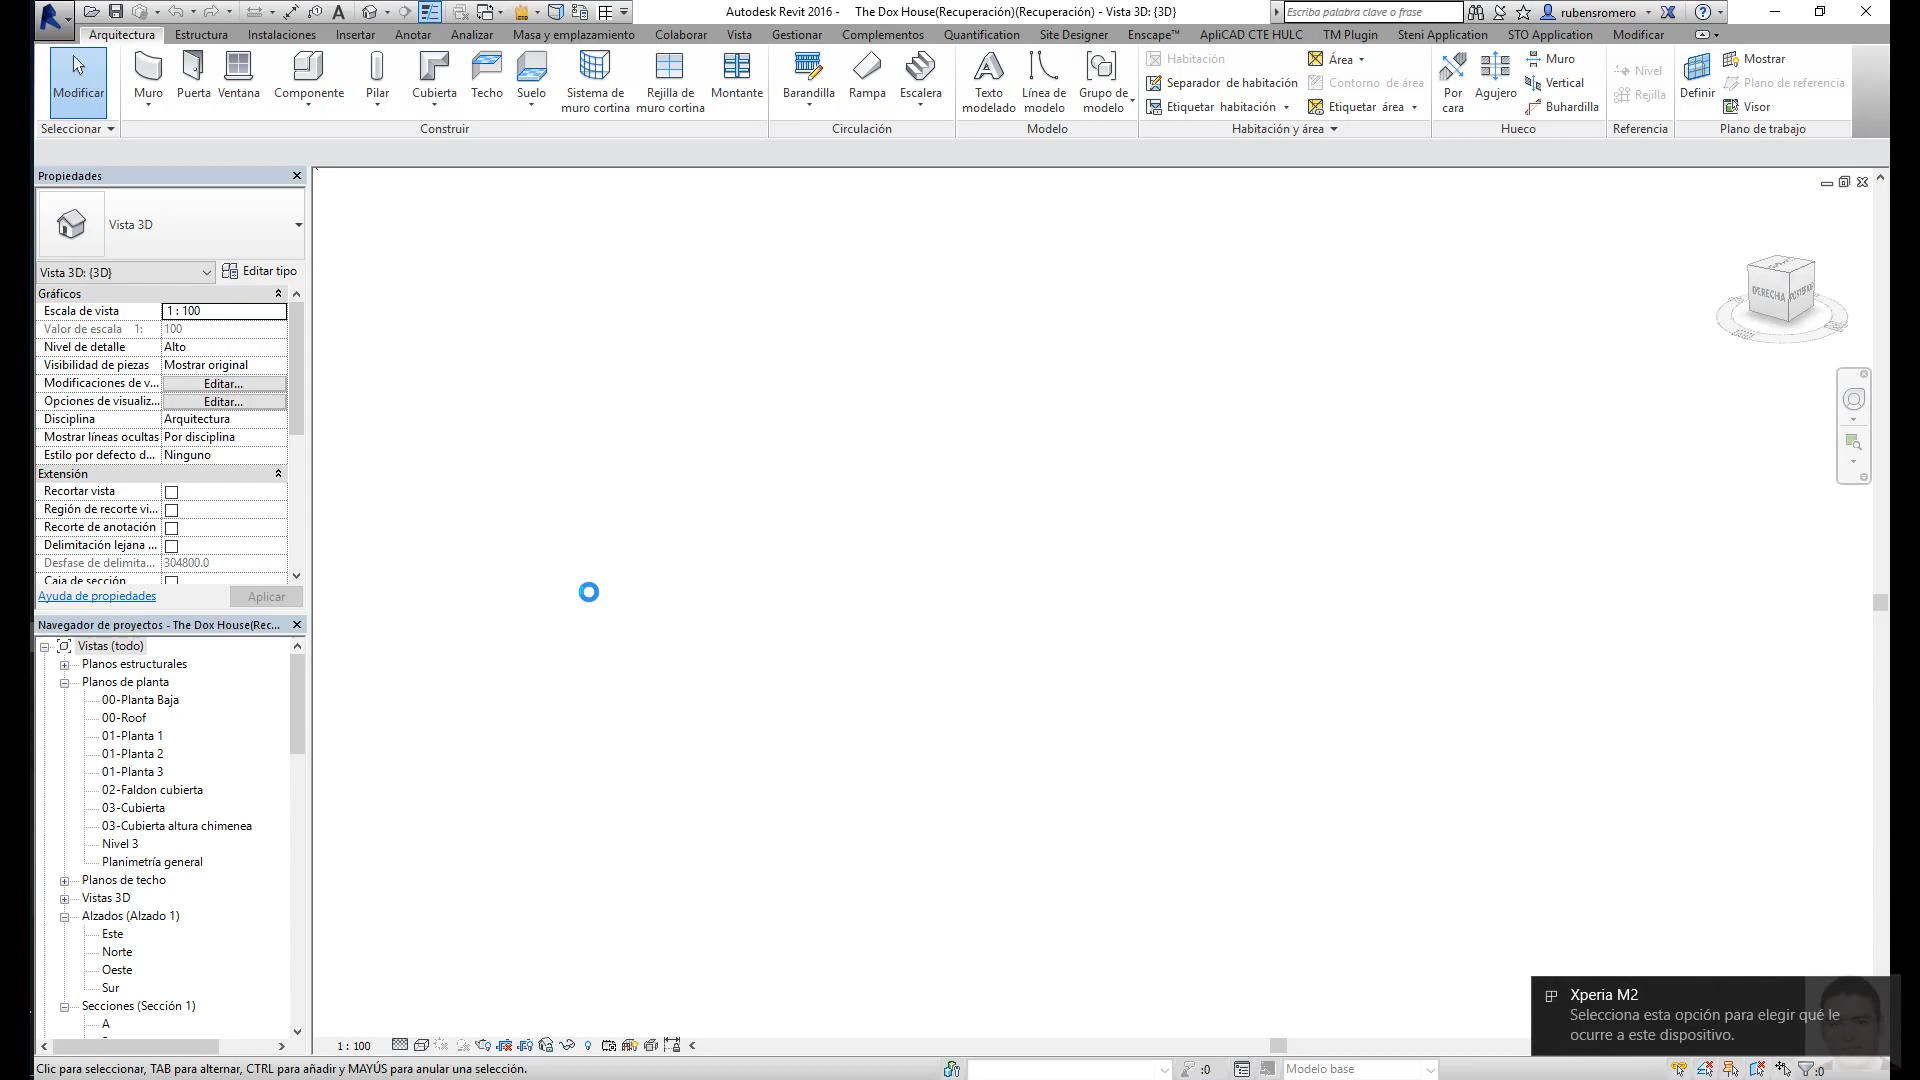 Autodesk Revit 2016 - The Dox House(Recuperación)(Recuperación) - Vista 3D: {3D}
Escriba palabra clave o frase
rubensromero
Arquitectura Estructura Instalaciones Insertar Anotar Analizar Masa y emplazamiento Colaborar Vista Gestionar Complementos Quantification Site Designer Enscape™ ApliCAD CTE HULC TM Plugin Steni Application STO Application Modificar
Modificar
Muro
Puerta
Ventana
Componente
Pilar
Cubierta
Techo
Suelo
Sistema de
muro cortina
Rejilla de
muro cortina
Montante
Barandilla
Rampa
Escalera
Texto
modelado
Línea de
modelo
Grupo de
modelo
Habitación
Separador de habitación
Etiquetar habitación
Área
Contorno de área
Etiquetar área
Por
cara
Agujero
Muro
Vertical
Buhardilla
Nivel
Rejilla
Definir
Mostrar
Plano de referencia
Visor
Seleccionar Construir Circulación Modelo Habitación y área Hueco Referencia Plano de trabajo
Propiedades
Vista 3D
Vista 3D: {3D} Editar tipo
Gráficos
Escala de vista 1 : 100
Valor de escala 1: 100
Nivel de detalle Alto
Visibilidad de piezas Mostrar original
Modificaciones de v... Editar...
Opciones de visualiz... Editar...
Disciplina Arquitectura
Mostrar líneas ocultas Por disciplina
Estilo por defecto d... Ninguno
Extensión
Recortar vista
Región de recorte vi...
Recorte de anotación
Delimitación lejana ...
Desfase de delimita... 304800.0
Caja de sección
Ayuda de propiedades Aplicar
Navegador de proyectos - The Dox House(Rec...
Vistas (todo)
Planos estructurales
Planos de planta
00-Planta Baja
00-Roof
01-Planta 1
01-Planta 2
01-Planta 3
02-Faldon cubierta
03-Cubierta
03-Cubierta altura chimenea
Nivel 3
Planimetría general
Planos de techo
Vistas 3D
Alzados (Alzado 1)
Este
Norte
Oeste
Sur
Secciones (Sección 1)
A
DERECHA
POSTERIOR
1 : 100
Xperia M2
Selecciona esta opción para elegir qué le
ocurre a este dispositivo.
Clic para seleccionar, TAB para alternar, CTRL para añadir y MAYÚS para anular una selección.
:0
Modelo base
:0